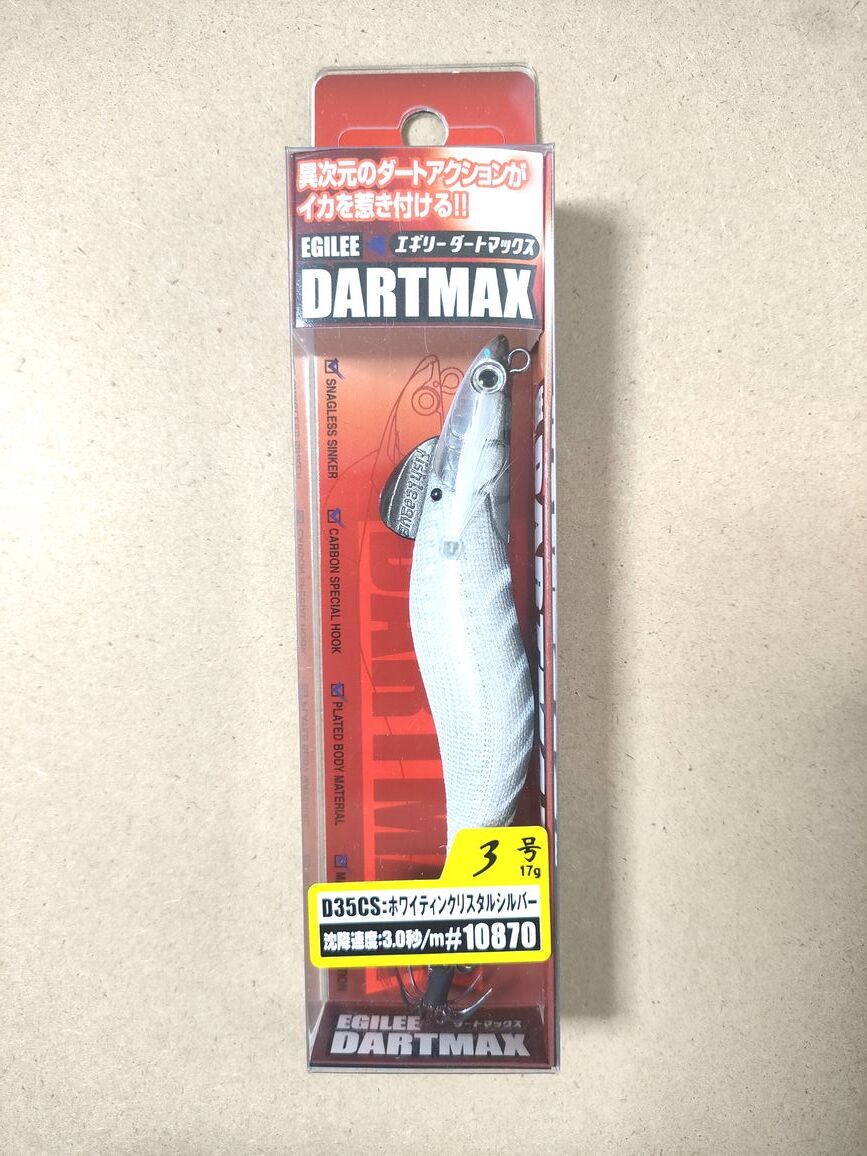 異次元のダートアクションが
イカを惹き付ける!!
EGILEE エギリーダートマックス
DARTMAX
SNAGLESS SINKER
CARBON SPECIAL HOOK
PLATED BODY MATERIAL
Fish League
3号
17g
D35CS:ホワイティンクリスタルシルバー
沈降速度:3.0秒/m #10870
EGILEE ダートマックス
DARTMAX